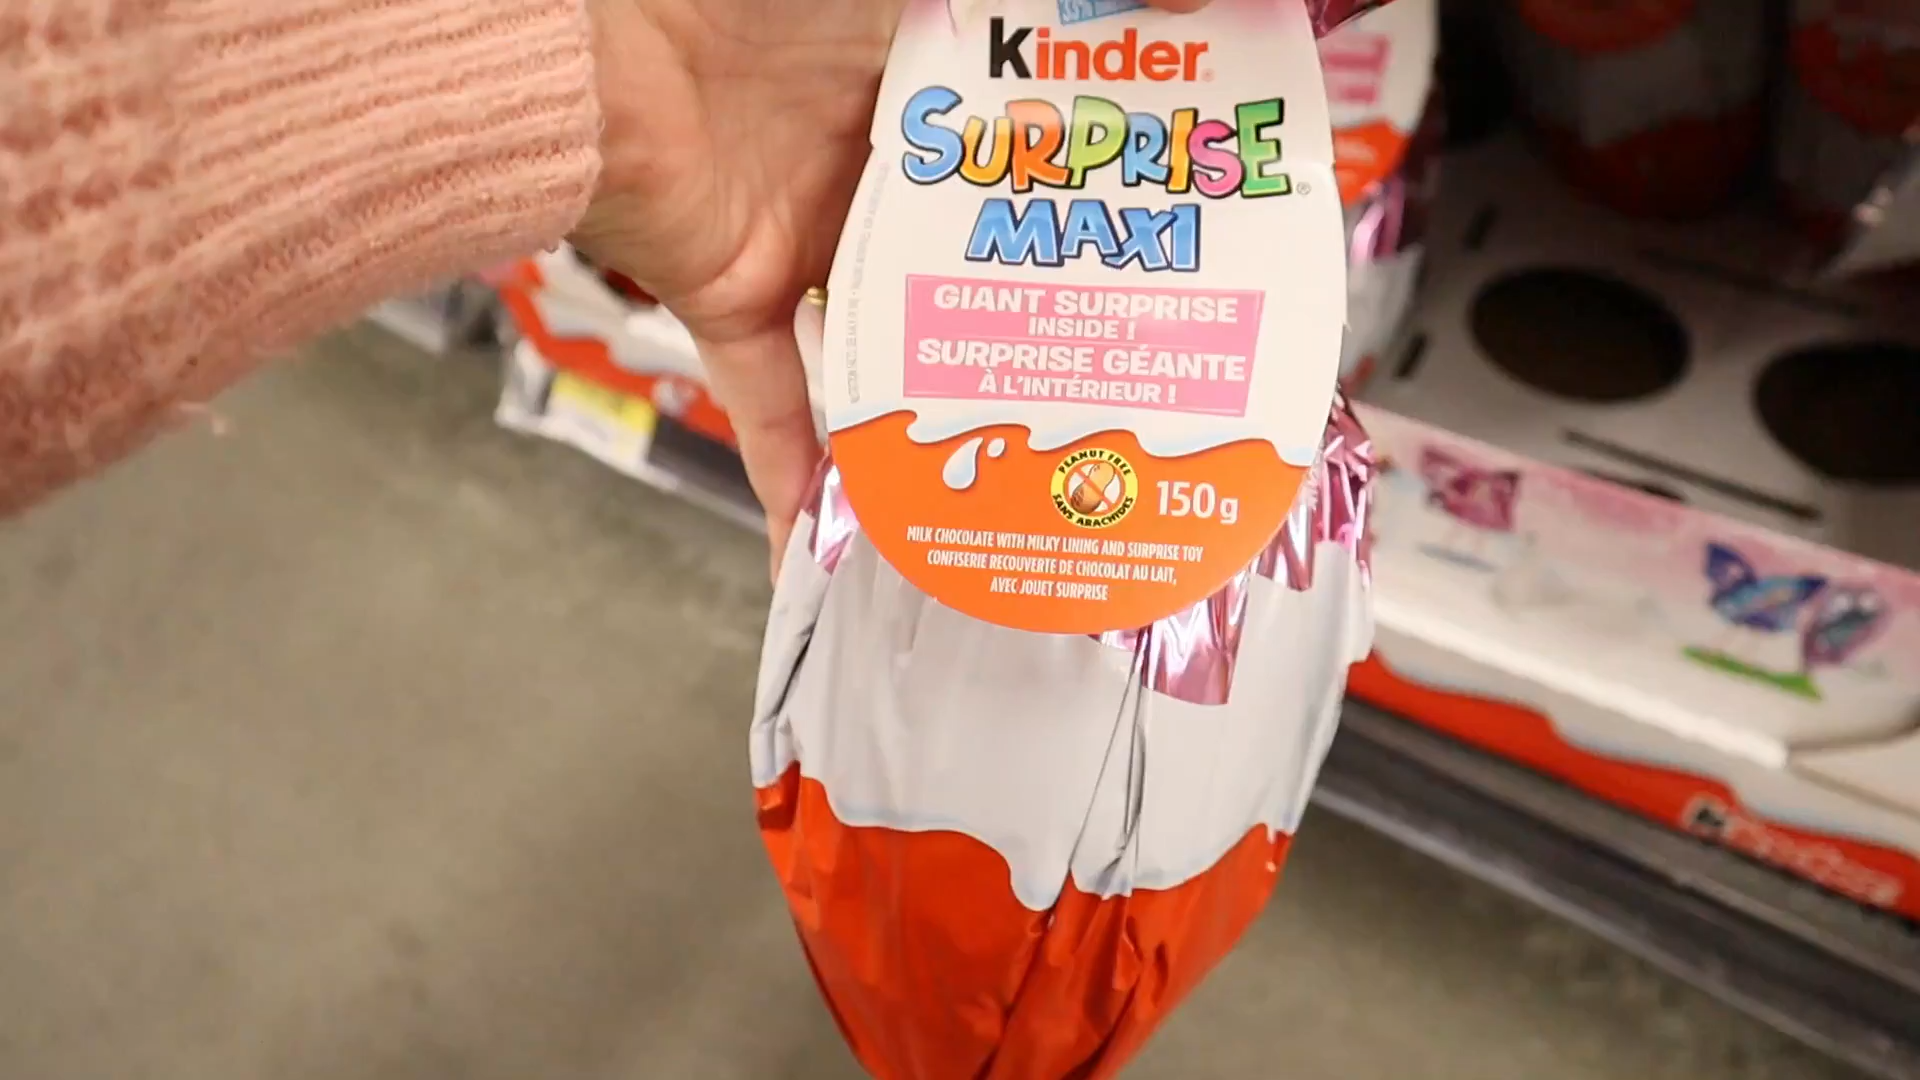 33%
kinder
SURPRISE
MAXI
GIANT SURPRISE
INSIDE !
SURPRISE GÉANTE
À L'INTÉRIEUR !
PEANUT FREE
SANS ARACHIDES
150g
MILK CHOCOLATE WITH MILKY LINING AND SURPRISE TOY
CONFISERIE RECOUVERTE DE CHOCOLAT AU LAIT,
AVEC JOUET SURPRISE